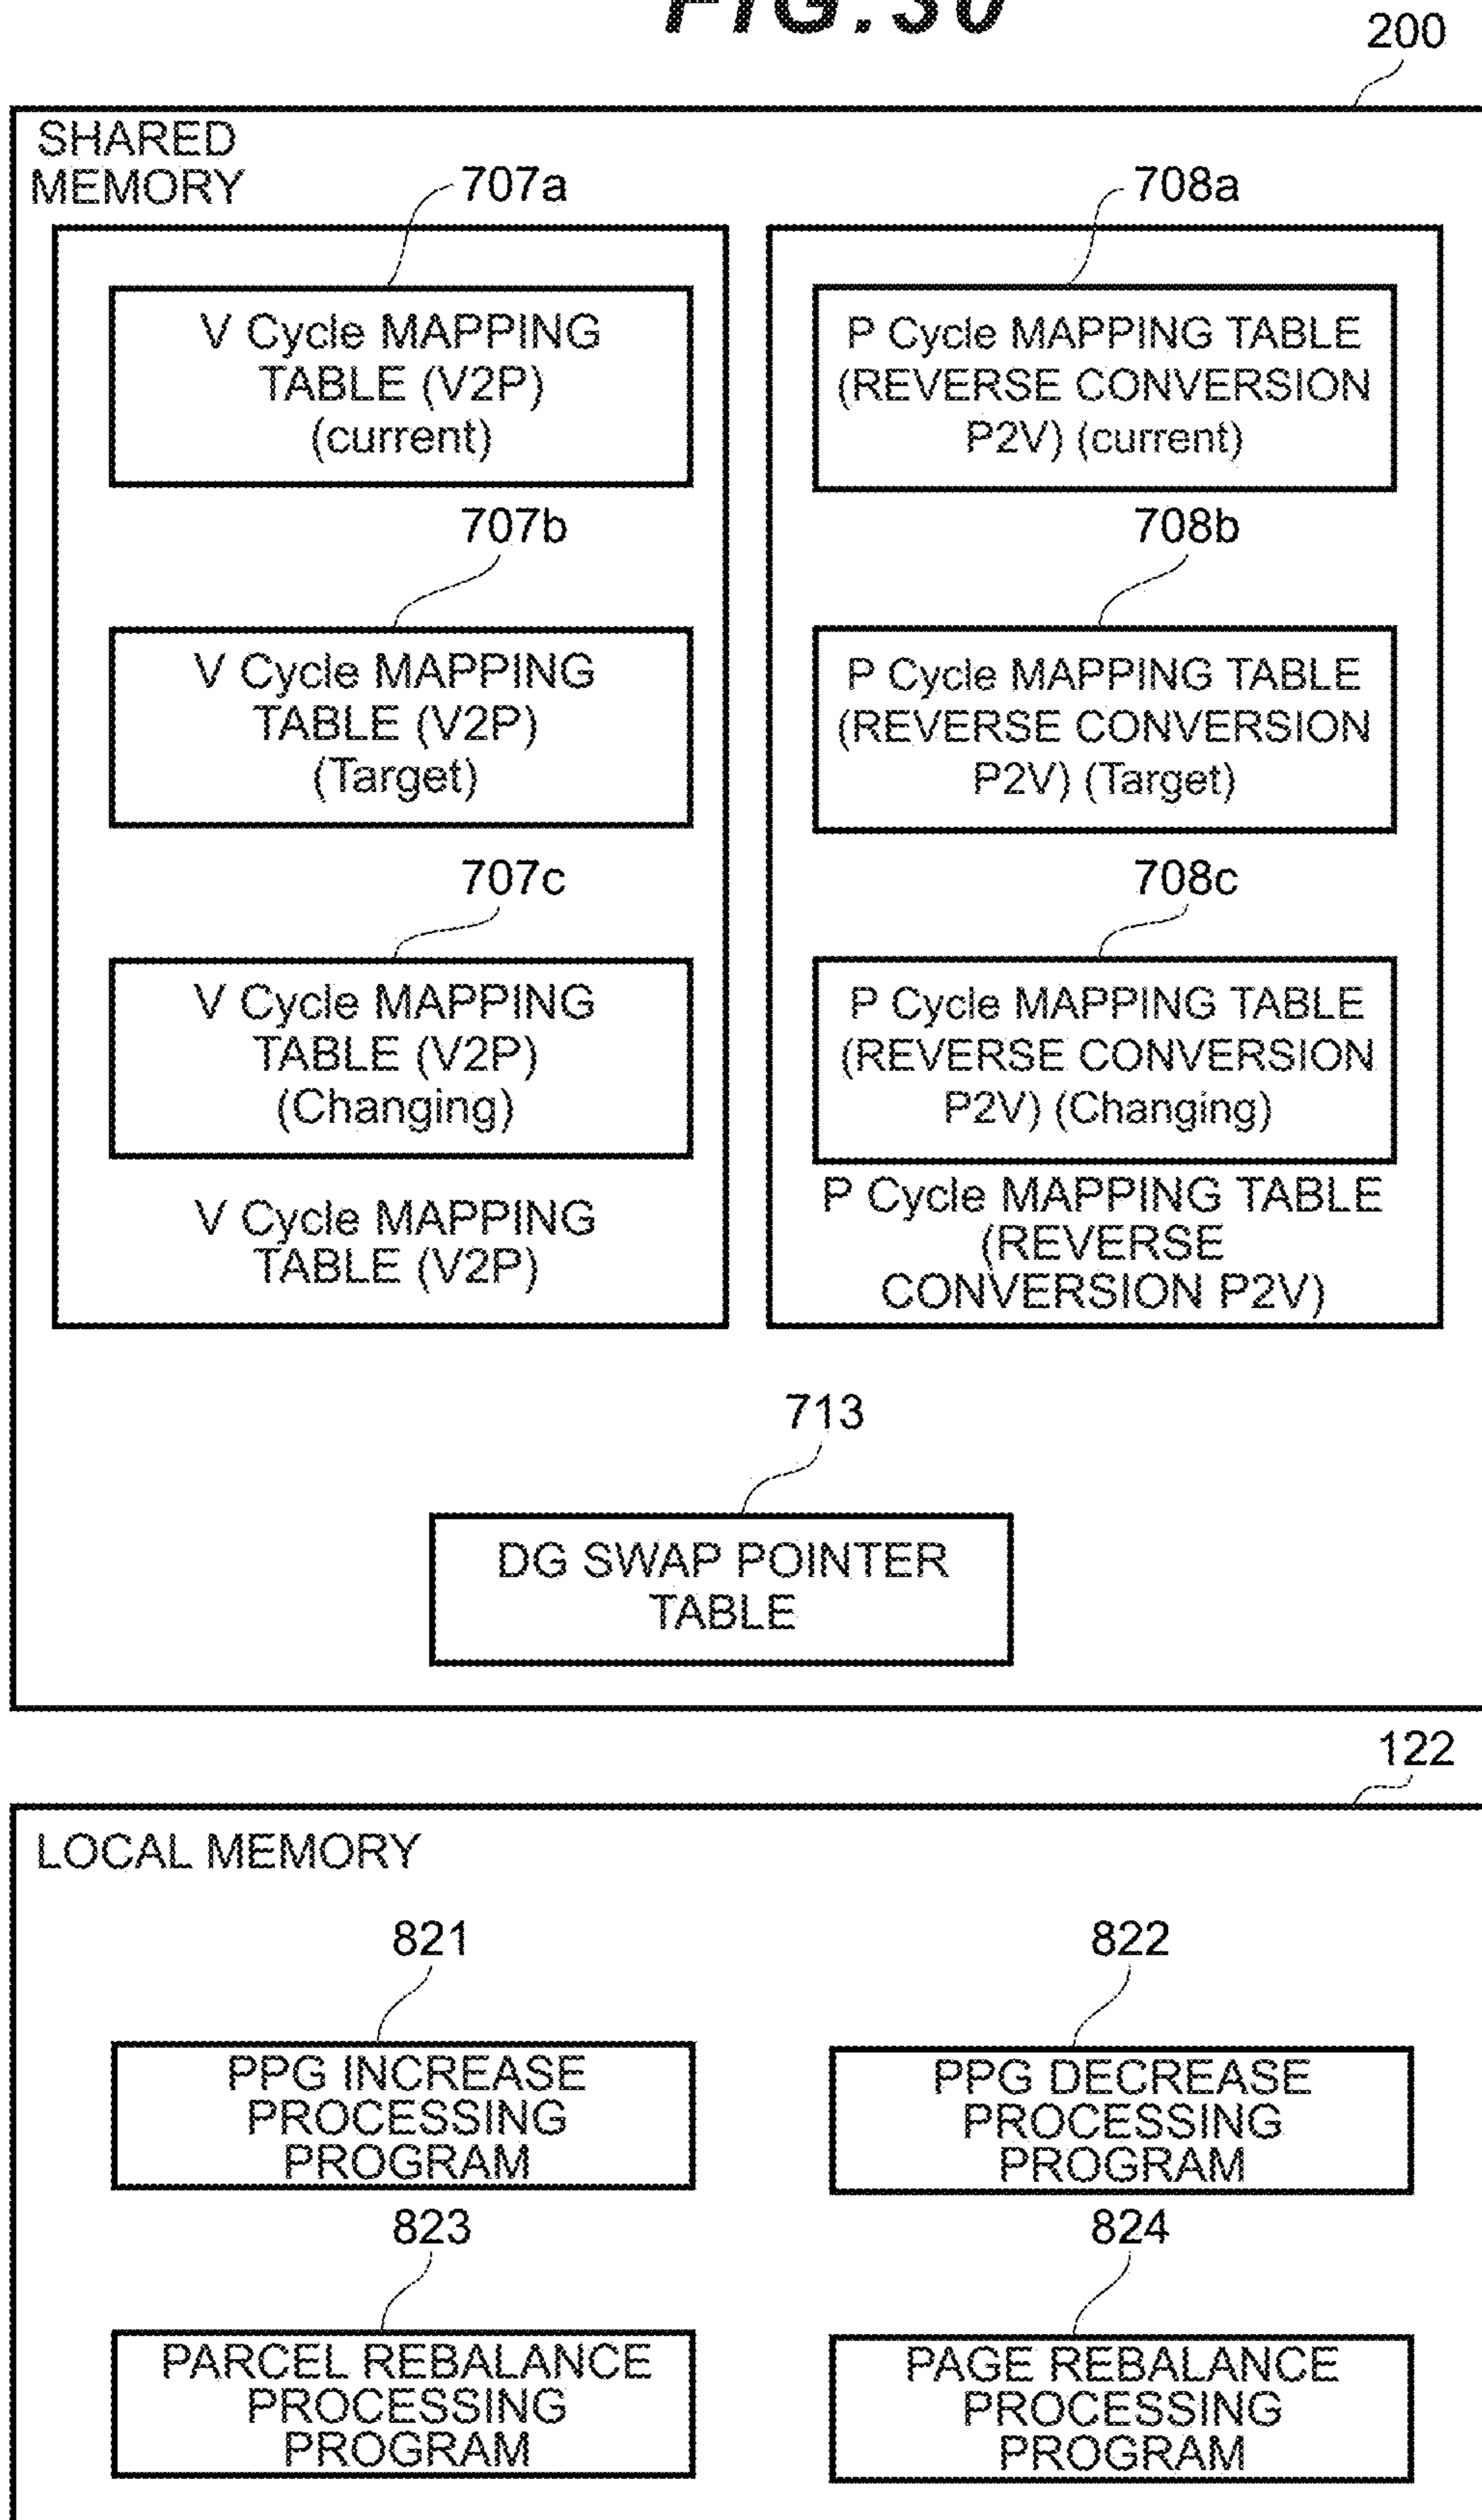 FIG.30
200
SHARED
MEMORY
707a
V Cycle MAPPING
TABLE (V2P)
(current)
707b
V Cycle MAPPING
TABLE (V2P)
(Target)
707c
V Cycle MAPPING
TABLE (V2P)
(Changing)
V Cycle MAPPING
TABLE (V2P)
708a
P Cycle MAPPING TABLE
(REVERSE CONVERSION
P2V) (current)
708b
P Cycle MAPPING TABLE
(REVERSE CONVERSION
P2V) (Target)
708c
P Cycle MAPPING TABLE
(REVERSE CONVERSION
P2V) (Changing)
P Cycle MAPPING TABLE
(REVERSE
CONVERSION P2V)
713
DG SWAP POINTER
TABLE
122
LOCAL MEMORY
821
PPG INCREASE
PROCESSING
PROGRAM
822
PPG DECREASE
PROCESSING
PROGRAM
823
PARCEL REBALANCE
PROCESSING
PROGRAM
824
PAGE REBALANCE
PROCESSING
PROGRAM